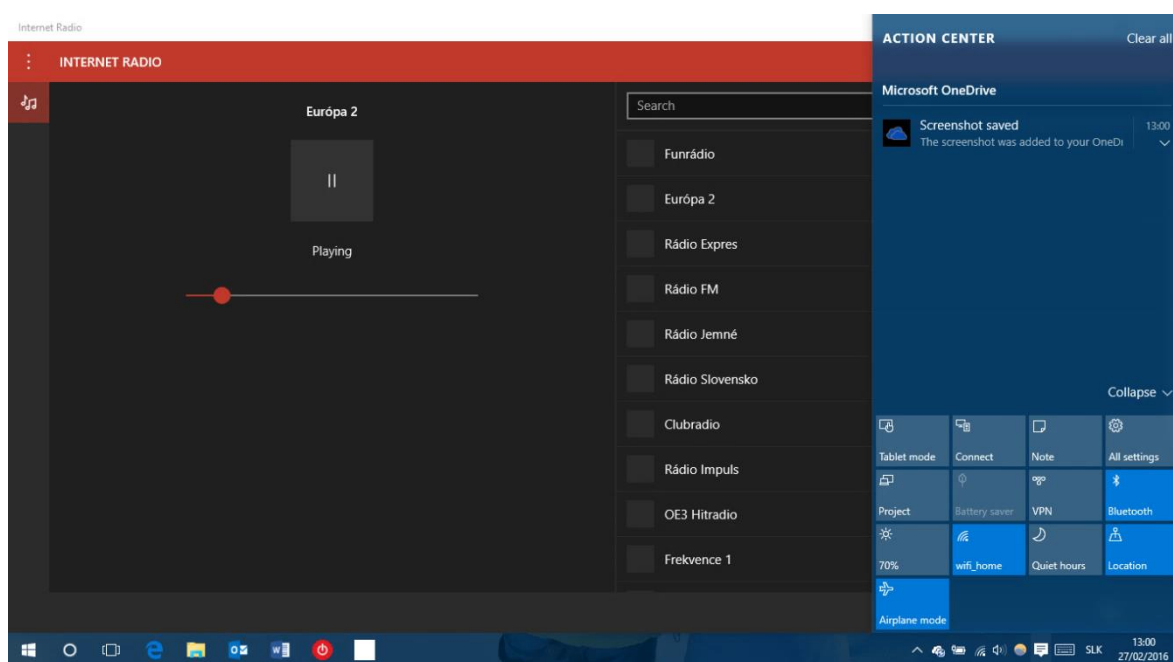 Internet Radio
INTERNET RADIO
Európa 2
Playing
Search
Funrádio
Európa 2
Rádio Expres
Rádio FM
Rádio Jemné
Rádio Slovensko
Clubradio
Rádio Impuls
OE3 Hitradio
Frekvence 1
ACTION CENTER
Clear all
Microsoft OneDrive
Screenshot saved
13:00
The screenshot was added to your OneDr
Collapse
Tablet mode
Connect
Note
All settings
Project
Battery saver
VPN
Bluetooth
70%
wifi_home
Quiet hours
Location
Airplane mode
SLK
13:00
27/02/2016